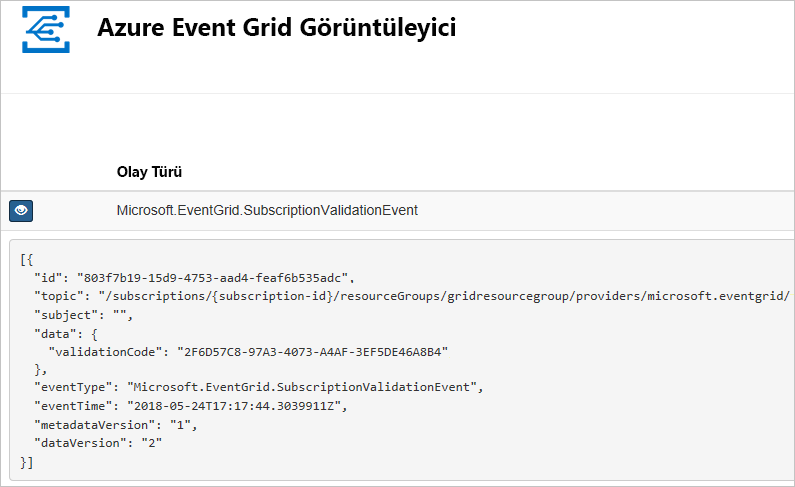 Azure Event Grid Görüntüleyici
Olay Türü
Microsoft.EventGrid.SubscriptionValidationEvent
[{
  "id": "803f7b19-15d9-4753-aad4-feaf6b535adc",
  "topic": "/subscriptions/{subscription-id}/resourceGroups/gridresourcegroup/providers/microsoft.eventgrid/
  "subject": "",
  "data": {
    "validationCode": "2F6D57C8-97A3-4073-A4AF-3EF5DE46A8B4"
  },
  "eventType": "Microsoft.EventGrid.SubscriptionValidationEvent",
  "eventTime": "2018-05-24T17:17:44.3039911Z",
  "metadataVersion": "1",
  "dataVersion": "2"
}]